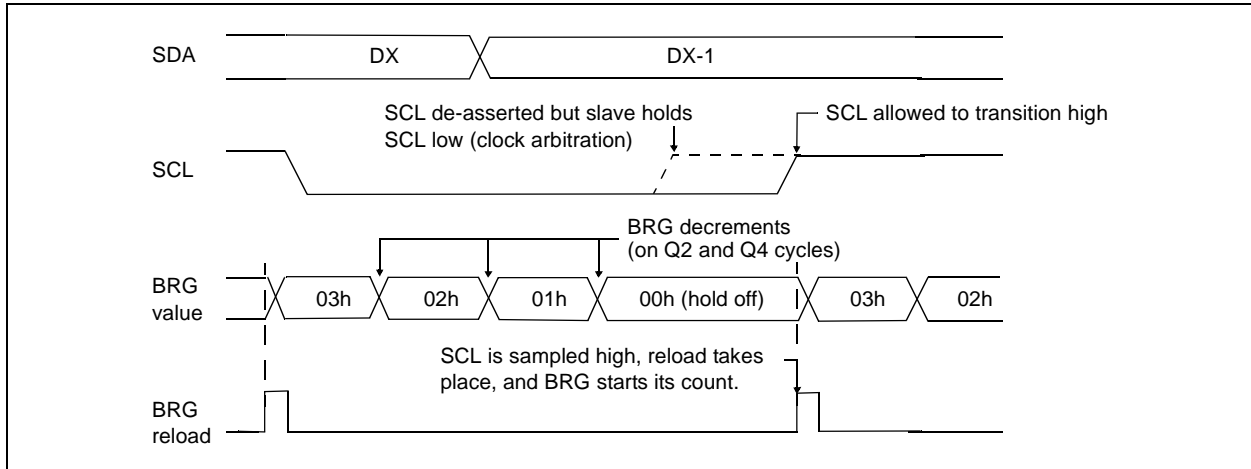 SDA
DX
DX-1
SCL de-asserted but slave holds
SCL low (clock arbitration)
SCL allowed to transition high
SCL
BRG decrements
(on Q2 and Q4 cycles)
BRG
value
03h
02h
01h
00h (hold off)
03h
02h
SCL is sampled high, reload takes
place, and BRG starts its count.
BRG
reload